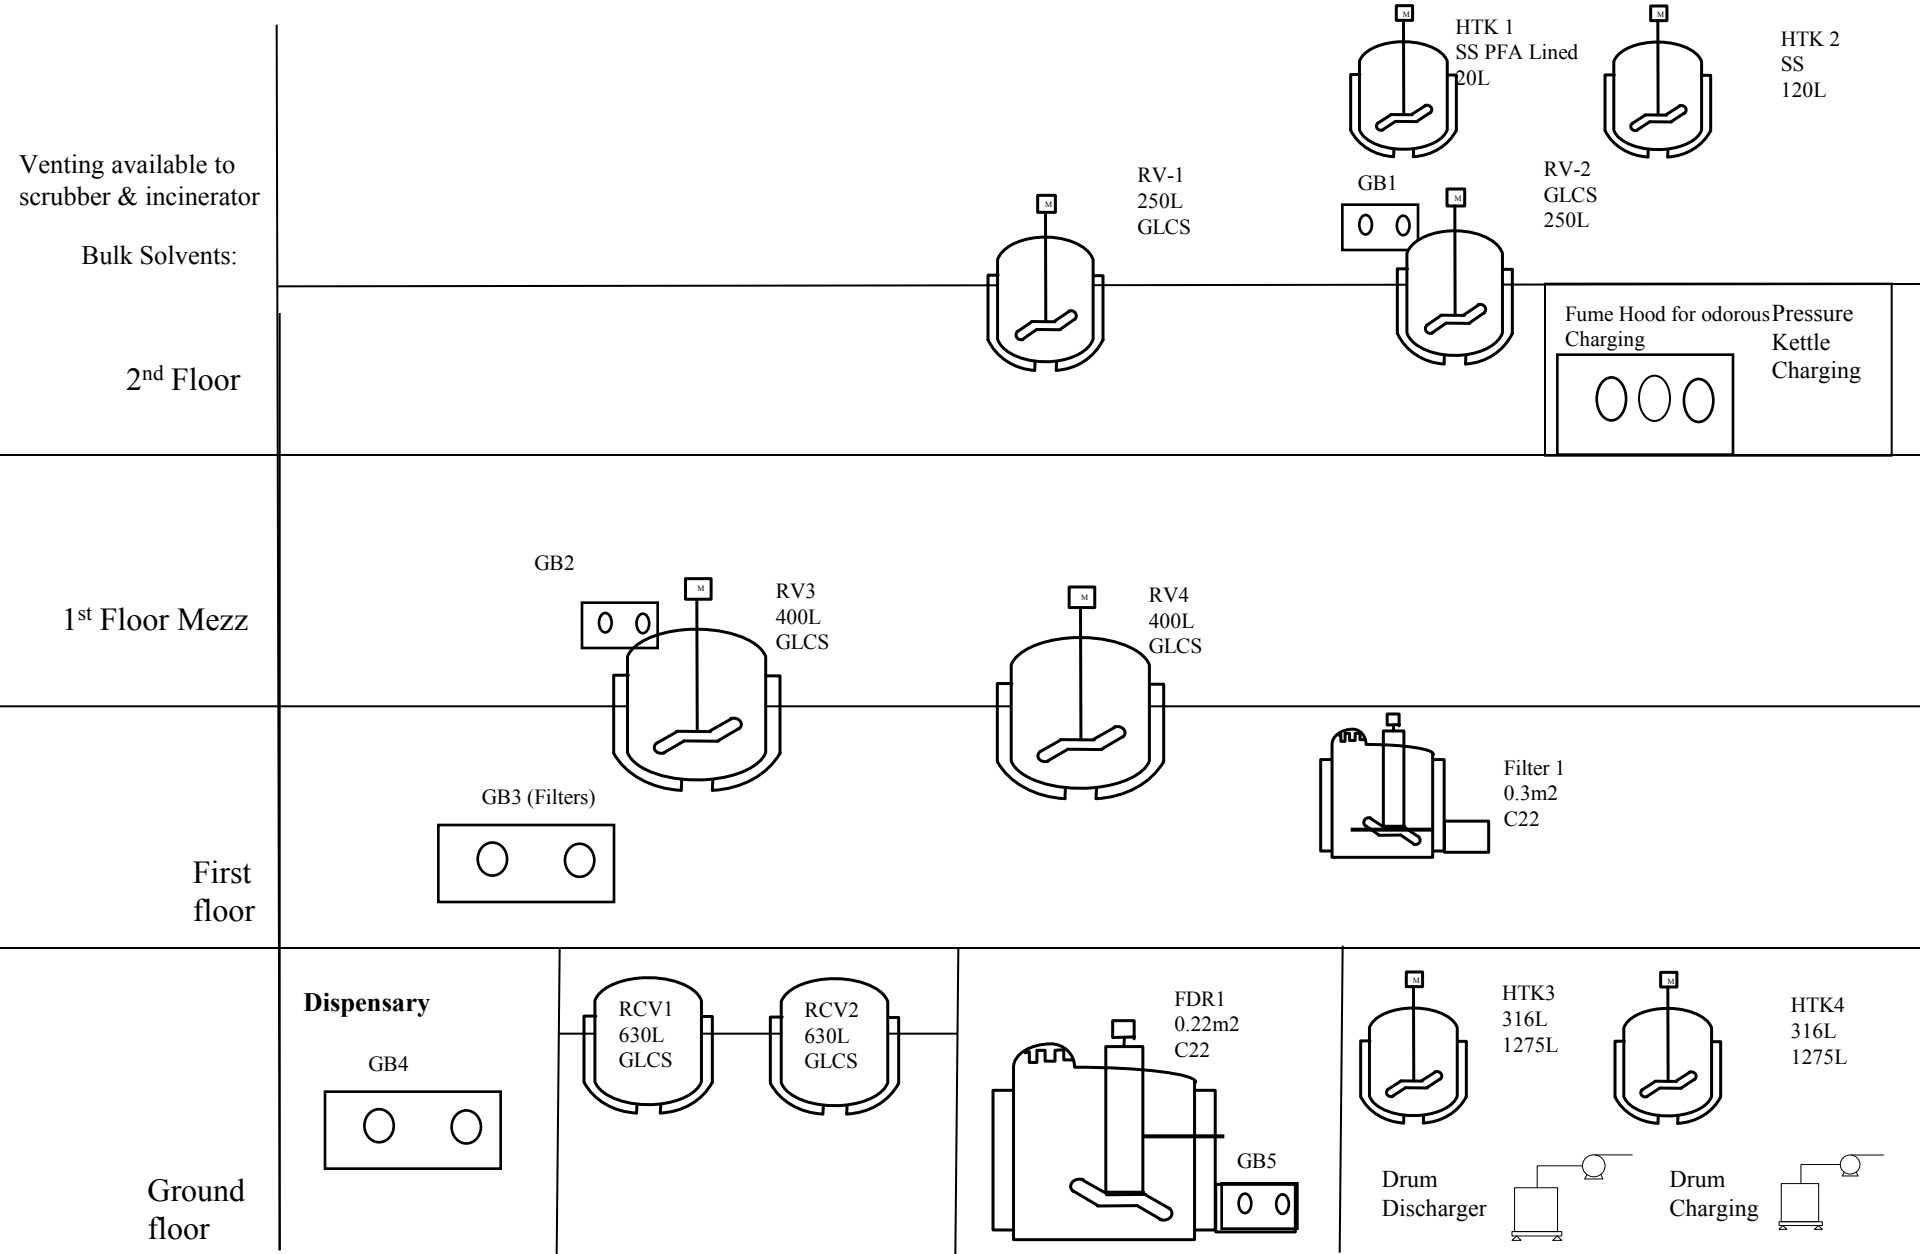 HTK 1
SS PFA Lined
20L
HTK 2
SS
120L
Venting available to
scrubber & incinerator
Bulk Solvents:
M
M
RV-1
250L
GLCS
M
GB1
M
RV-2
GLCS
250L
2nd Floor
Fume Hood for odorous
Charging
Pressure
Kettle
Charging
1st Floor Mezz
GB2
M
RV3
400L
GLCS
M
RV4
400L
GLCS
First
floor
GB3 (Filters)
Filter 1
0.3m2
C22
Ground
floor
Dispensary
GB4
RCV1
630L
GLCS
RCV2
630L
GLCS
FDR1
0.22m2
C22
GB5
M
HTK3
316L
1275L
M
HTK4
316L
1275L
Drum
Discharger
Drum
Charging